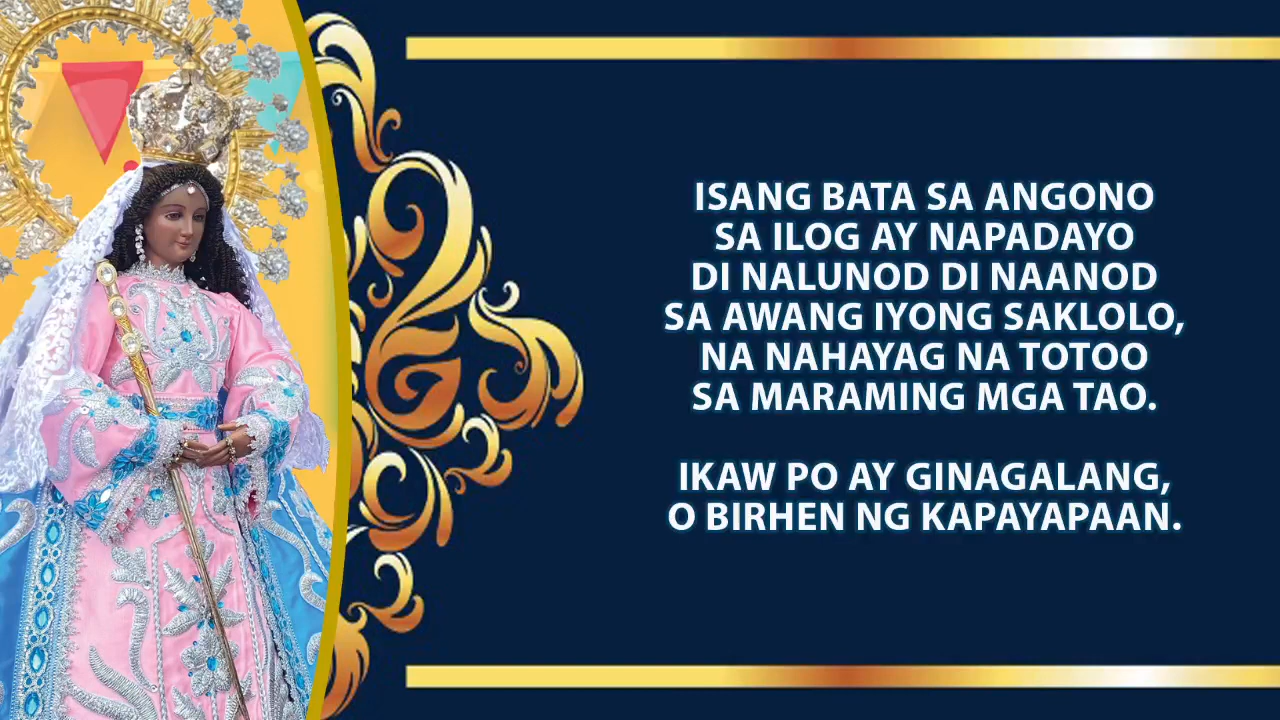 ISANG BATA SA ANGONO
SA ILOG AY NAPADAYO
DI NALUNOD DI NAANOD
SA AWANG IYONG SAKLOLO,
NA NAHAYAG NA TOTOO
SA MARAMING MGA TAO.
IKAW PO AY GINAGALANG,
O BIRHEN NG KAPAYAPAAN.